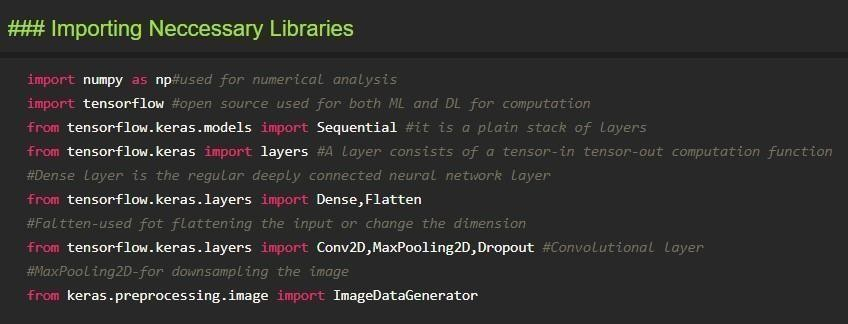 ### Importing Neccessary Libraries
import numpy as np#used for numerical analysis
import tensorflow #open source used for both ML and DL for computation
from tensorflow.keras.models import Sequential #it is a plain stack of layers
from tensorflow.keras import layers #A layer consists of a tensor-in tensor-out computation function
#Dense layer is the regular deeply connected neural network layer
from tensorflow.keras.layers import Dense,Flatten
#Faltten-used fot flattening the input or change the dimension
from tensorflow.keras.layers import Conv2D,MaxPooling2D,Dropout #Convolutional layer
#MaxPooling2D-for downsampling the image
from keras.preprocessing.image import ImageDataGenerator